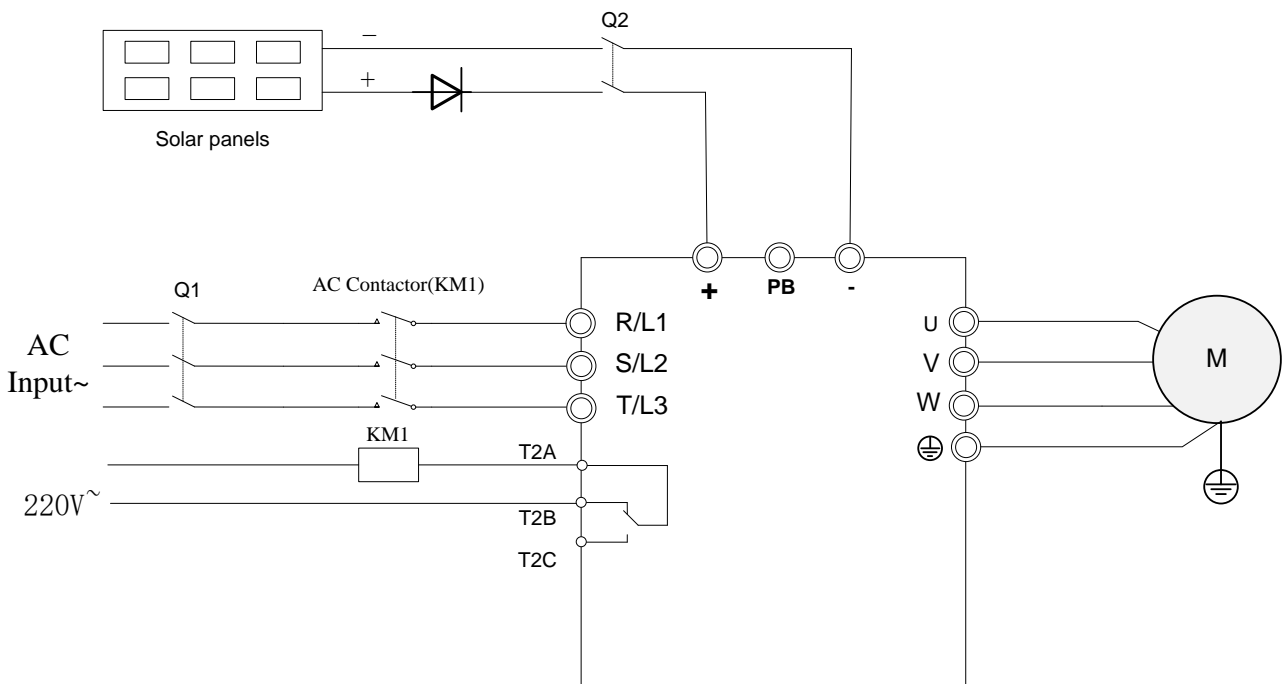 Q2
−
+
Solar panels
+
PB
-
Q1
AC Contactor(KM1)
AC
Input~
R/L1
S/L2
T/L3
U
V
W
M
KM1
T2A
220V~
T2B
T2C